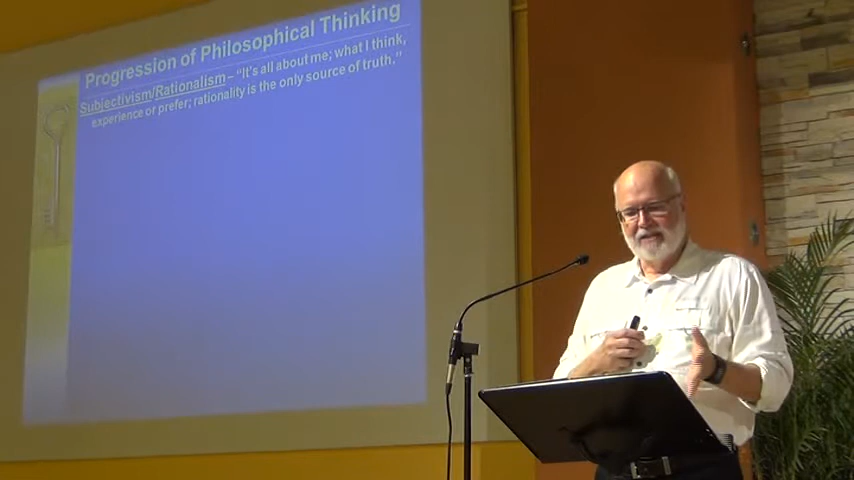 Progression of Philosophical Thinking
Subjectivism/Rationalism– “It's all about me; what I think,
experience or prefer; rationality is the only source of truth.”